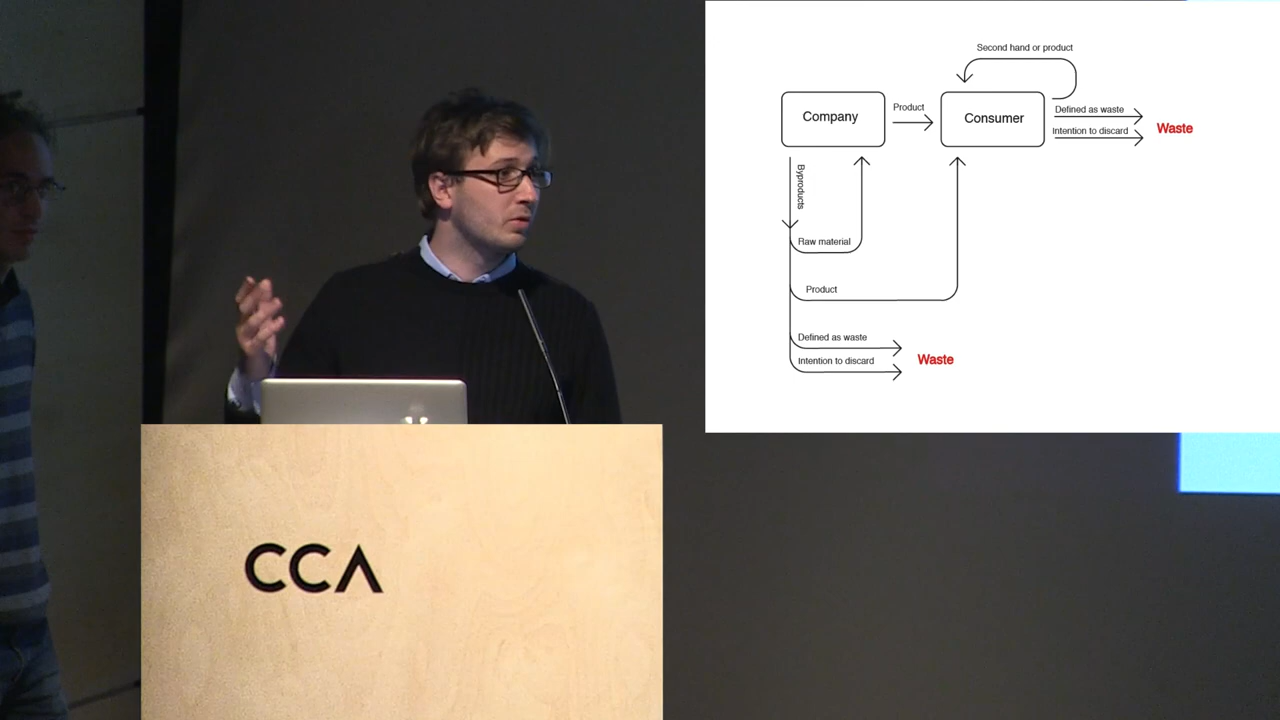 Second hand or product
Company
Product
Consumer
Defined as waste
Intention to discard
Waste
Byproducts
Raw material
Product
Defined as waste
Intention to discard
Waste
CCA